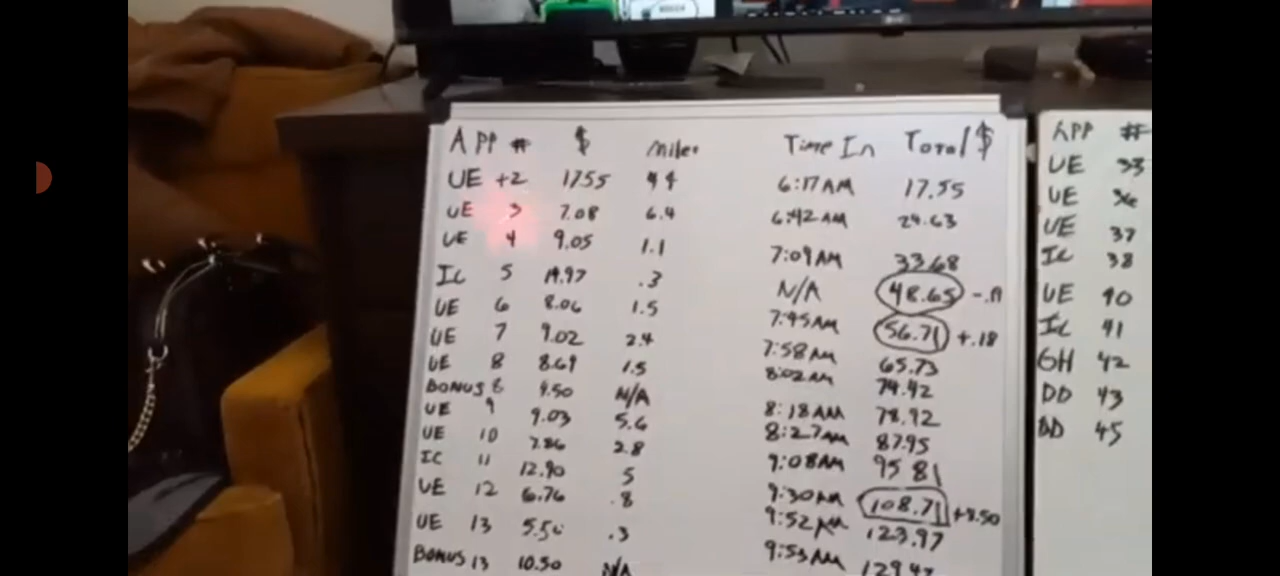 APP # $ Miles Time In Total $
UE +2 17.55 4.4 6:17AM 17.55
UE 3 7.08 6.4 6:42AM 24.63
UE 4 9.05 1.1 7:09AM 33.68
IC 5 14.97 .3 N/A 48.65 -.11
UE 6 8.06 1.5 7:45AM 56.71 +.18
UE 7 9.02 2.4 7:58AM 65.73
UE 8 8.69 1.5 8:02AM 74.42
BONUS 8 4.50 N/A 78.92
UE 9 9.03 5.6 8:18AM 87.95
UE 10 7.86 2.8 8:27AM 95.81
IC 11 12.90 5 9:08AM 108.71 +8.50
UE 12 6.76 .8 9:30AM 123.97
UE 13 5.50 .3 9:52AM 129.47
BONUS 13 10.50 N/A 9:53AM
APP #
UE
UE
UE 37
IC 38
UE 40
IC 41
GH 42
DD 43
DD 45